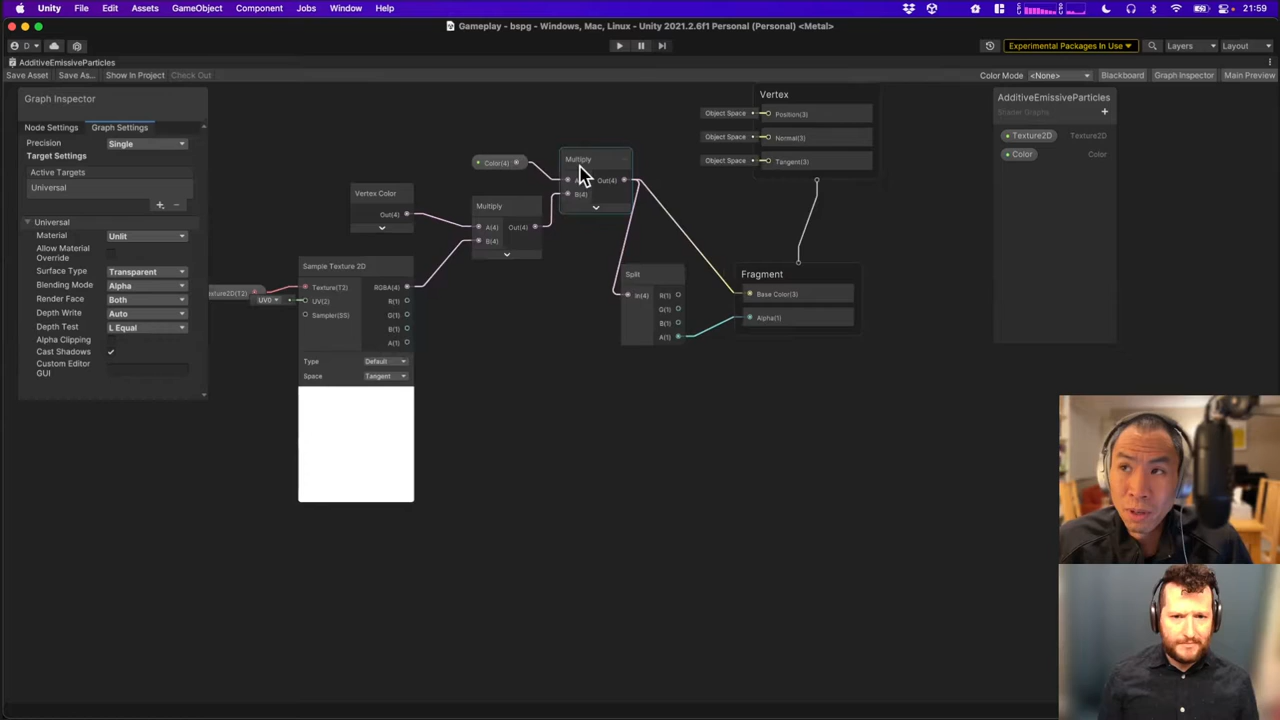 Unity File Edit Assets GameObject Component Jobs Window Help 21:59
Gameplay - bspg - Windows, Mac, Linux - Unity 2021.2.6f1 Personal (Personal) <Metal>
D Experimental Packages In Use Layers Layout
AdditiveEmissiveParticles
Save Asset Save As... Show In Project Check Out Color Mode <None> Blackboard Graph Inspector Main Preview
Graph Inspector
Node Settings Graph Settings
Precision Single
Target Settings
Active Targets
Universal
Universal
Material Unlit
Allow Material Override
Surface Type Transparent
Blending Mode Alpha
Render Face Both
Depth Write Auto
Depth Test L Equal
Alpha Clipping
Cast Shadows
Custom Editor GUI
exture2D(T2)
UV0
Sample Texture 2D
Texture(T2) RGBA(4)
UV(2) R(1)
Sampler(SS) G(1)
B(1)
A(1)
Type Default
Space Tangent
Vertex Color
Out(4)
Color(4)
Multiply
A(4) Out(4)
B(4)
Multiply
Out(4)
B(4)
Split
In(4) R(1)
G(1)
B(1)
A(1)
Vertex
Object Space Position(3)
Object Space Normal(3)
Object Space Tangent(3)
Fragment
Base Color(3)
Alpha(1)
AdditiveEmissiveParticles
Shader Graphs
Texture2D Texture2D
Color Color